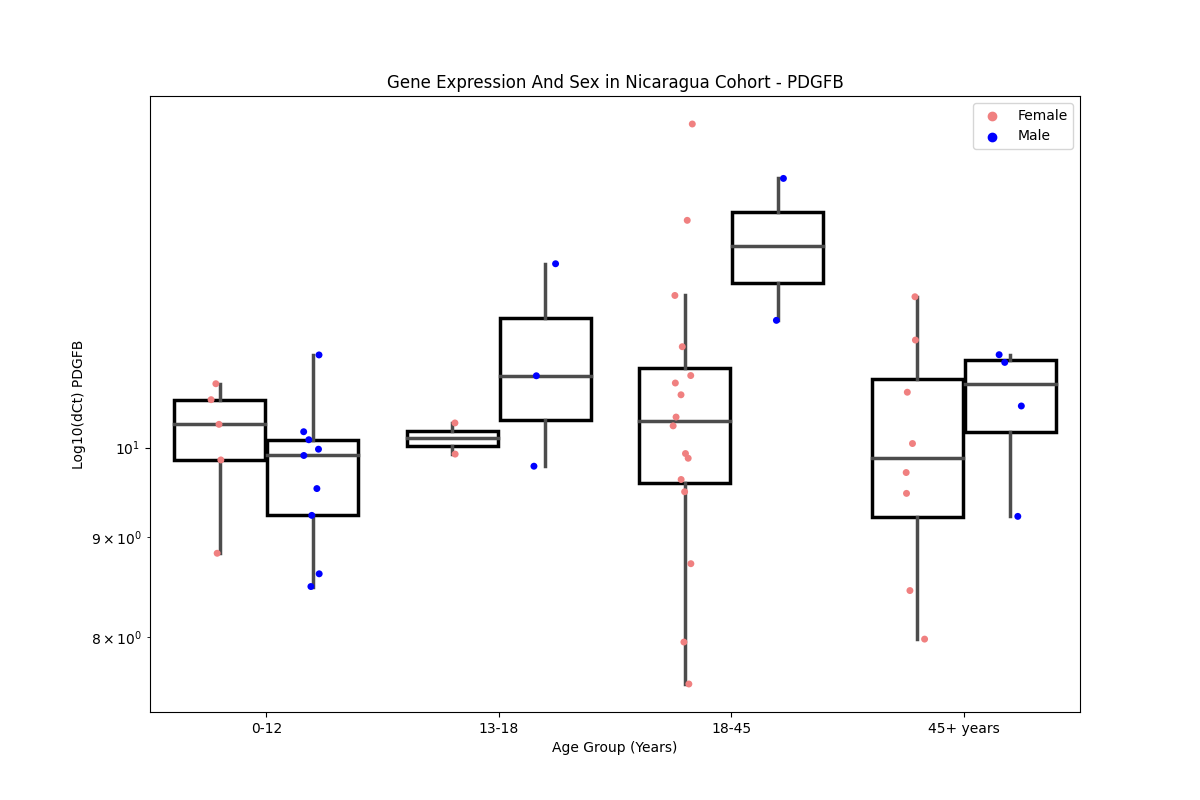 Gene Expression And Sex in Nicaragua Cohort - PDGFB
Female
Male
Log10(dCt) PDGFB
10¹
9 × 10⁰
8 × 10⁰
0-12
13-18
18-45
45+ years
Age Group (Years)